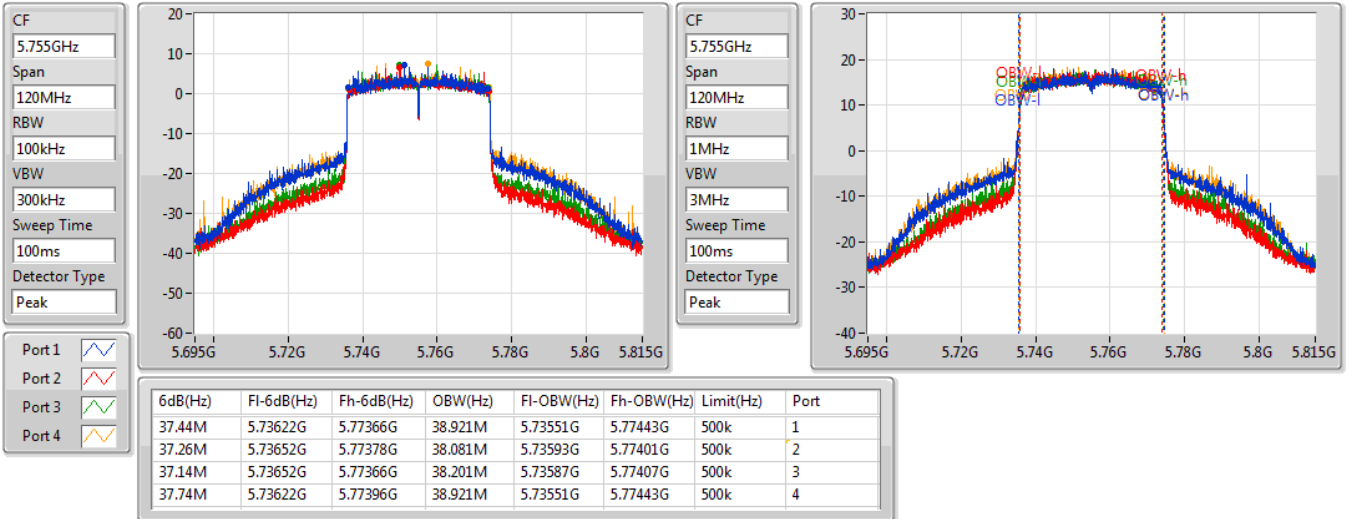 CF
5.755GHz
Span
120MHz
RBW
100kHz
VBW
300kHz
Sweep Time
100ms
Detector Type
Peak
20
10
0
-10
-20
-30
-40
-50
-60
5.695G 5.72G 5.74G 5.76G 5.78G 5.8G 5.815G
CF
5.755GHz
Span
120MHz
RBW
1MHz
VBW
3MHz
Sweep Time
100ms
Detector Type
Peak
30
20
10
0
-10
-20
-30
-40
OBW-h
OBW-l
OBW-h
5.695G 5.72G 5.74G 5.76G 5.78G 5.8G 5.815G
Port 1
Port 2
Port 3
Port 4
6dB(Hz) Fl-6dB(Hz) Fh-6dB(Hz) OBW(Hz) Fl-OBW(Hz) Fh-OBW(Hz) Limit(Hz) Port
37.44M 5.73622G 5.77366G 38.921M 5.73551G 5.77443G 500k 1
37.26M 5.73652G 5.77378G 38.081M 5.73593G 5.77401G 500k 2
37.14M 5.73652G 5.77366G 38.201M 5.73587G 5.77407G 500k 3
37.74M 5.73622G 5.77396G 38.921M 5.73551G 5.77443G 500k 4